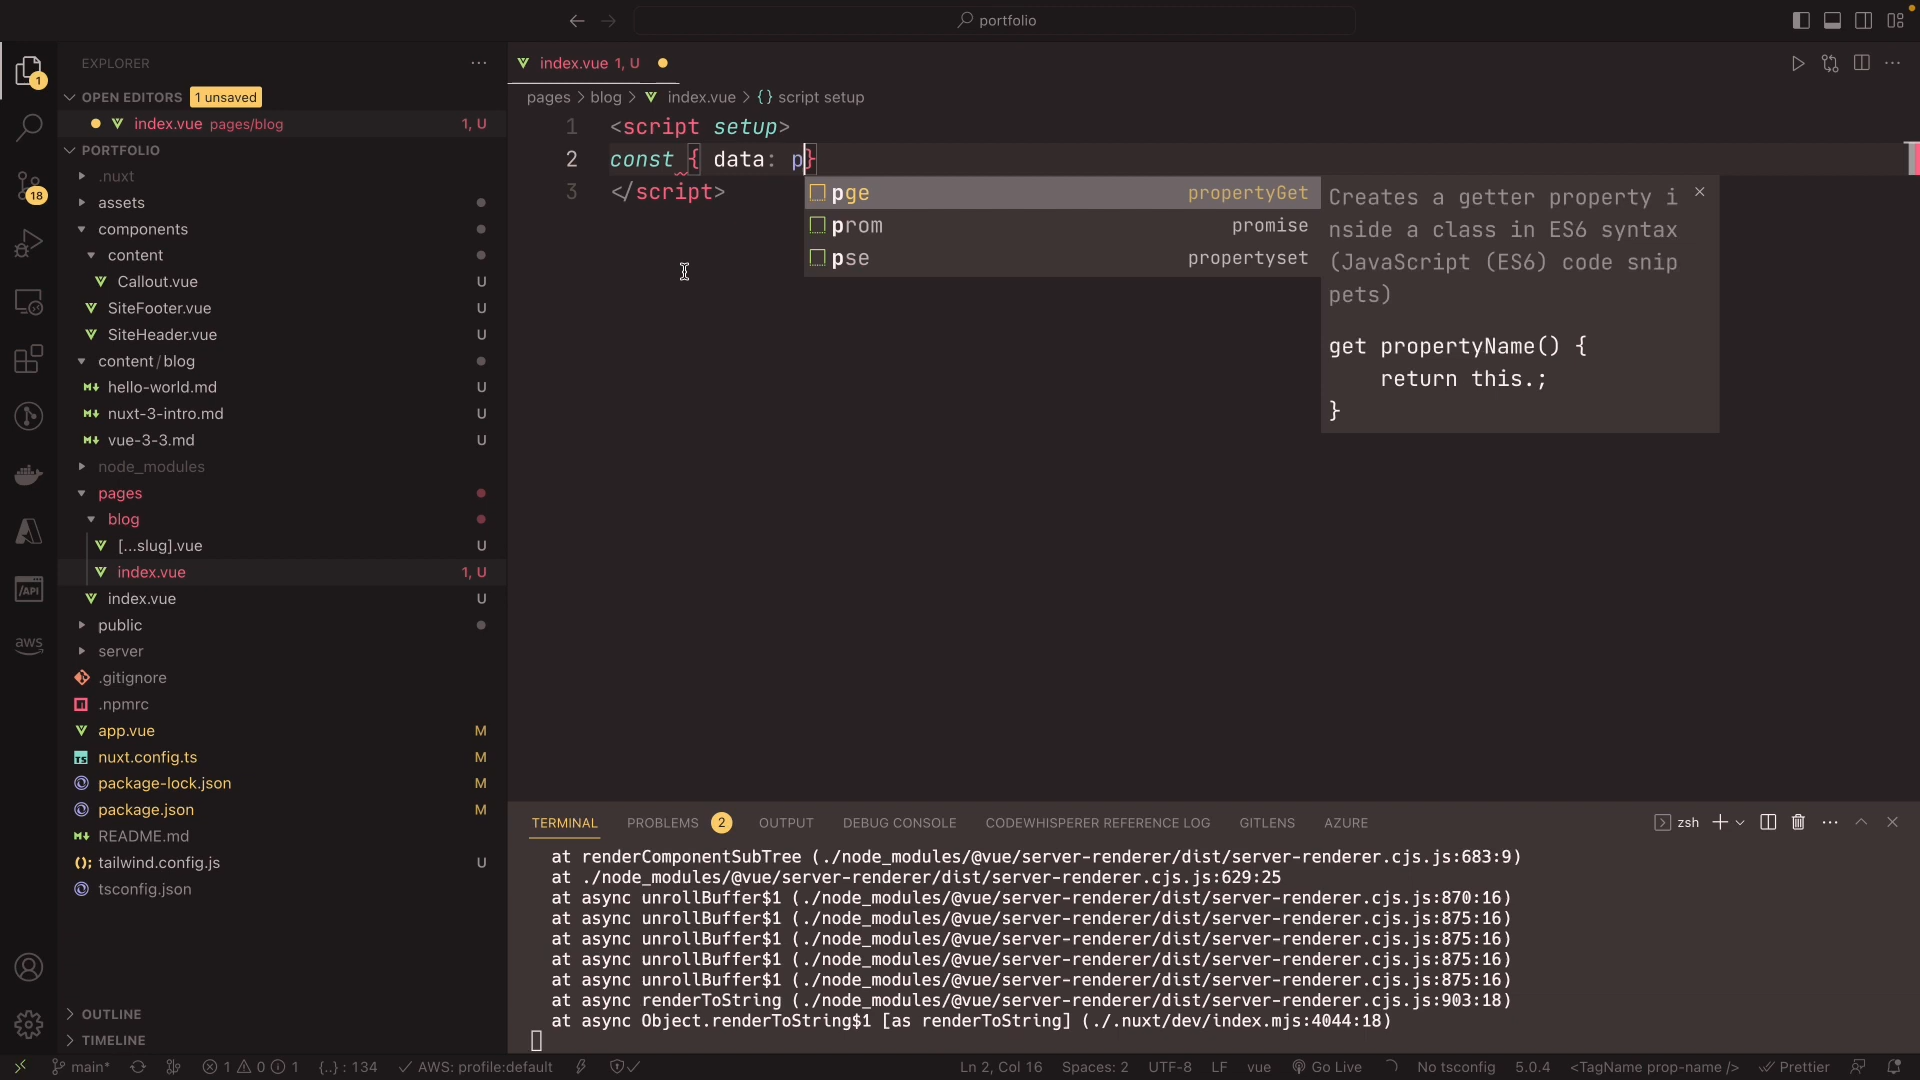 portfolio
EXPLORER
OPEN EDITORS 1 unsaved
index.vue pages/blog 1, U
PORTFOLIO
.nuxt
assets
components
content
Callout.vue U
SiteFooter.vue U
SiteHeader.vue U
content/blog
hello-world.md U
nuxt-3-intro.md U
vue-3-3.md U
node_modules
pages
blog
[...slug].vue U
index.vue 1, U
index.vue U
public
server
.gitignore
.npmrc
app.vue M
nuxt.config.ts M
package-lock.json M
package.json M
README.md
tailwind.config.js U
tsconfig.json
OUTLINE
TIMELINE
1
18
/API
aws
index.vue 1, U
pages > blog > index.vue > {} script setup
1 <script setup>
2 const { data: p}
3 </script>
pge propertyGet
prom promise
pse propertyset
Creates a getter property i
nside a class in ES6 syntax
(JavaScript (ES6) code snip
pets)
get propertyName() {
return this.;
}
TERMINAL PROBLEMS 2 OUTPUT DEBUG CONSOLE CODEWHISPERER REFERENCE LOG GITLENS AZURE zsh
at renderComponentSubTree (./node_modules/@vue/server-renderer/dist/server-renderer.cjs.js:683:9)
at ./node_modules/@vue/server-renderer/dist/server-renderer.cjs.js:629:25
at async unrollBuffer$1 (./node_modules/@vue/server-renderer/dist/server-renderer.cjs.js:870:16)
at async unrollBuffer$1 (./node_modules/@vue/server-renderer/dist/server-renderer.cjs.js:875:16)
at async unrollBuffer$1 (./node_modules/@vue/server-renderer/dist/server-renderer.cjs.js:875:16)
at async unrollBuffer$1 (./node_modules/@vue/server-renderer/dist/server-renderer.cjs.js:875:16)
at async unrollBuffer$1 (./node_modules/@vue/server-renderer/dist/server-renderer.cjs.js:875:16)
at async renderToString (./node_modules/@vue/server-renderer/dist/server-renderer.cjs.js:903:18)
at async Object.renderToString$1 [as renderToString] (./.nuxt/dev/index.mjs:4044:18)
main* 1 0 1 {..} : 134 AWS: profile:default Ln 2, Col 16 Spaces: 2 UTF-8 LF vue Go Live No tsconfig 5.0.4 <TagName prop-name /> Prettier